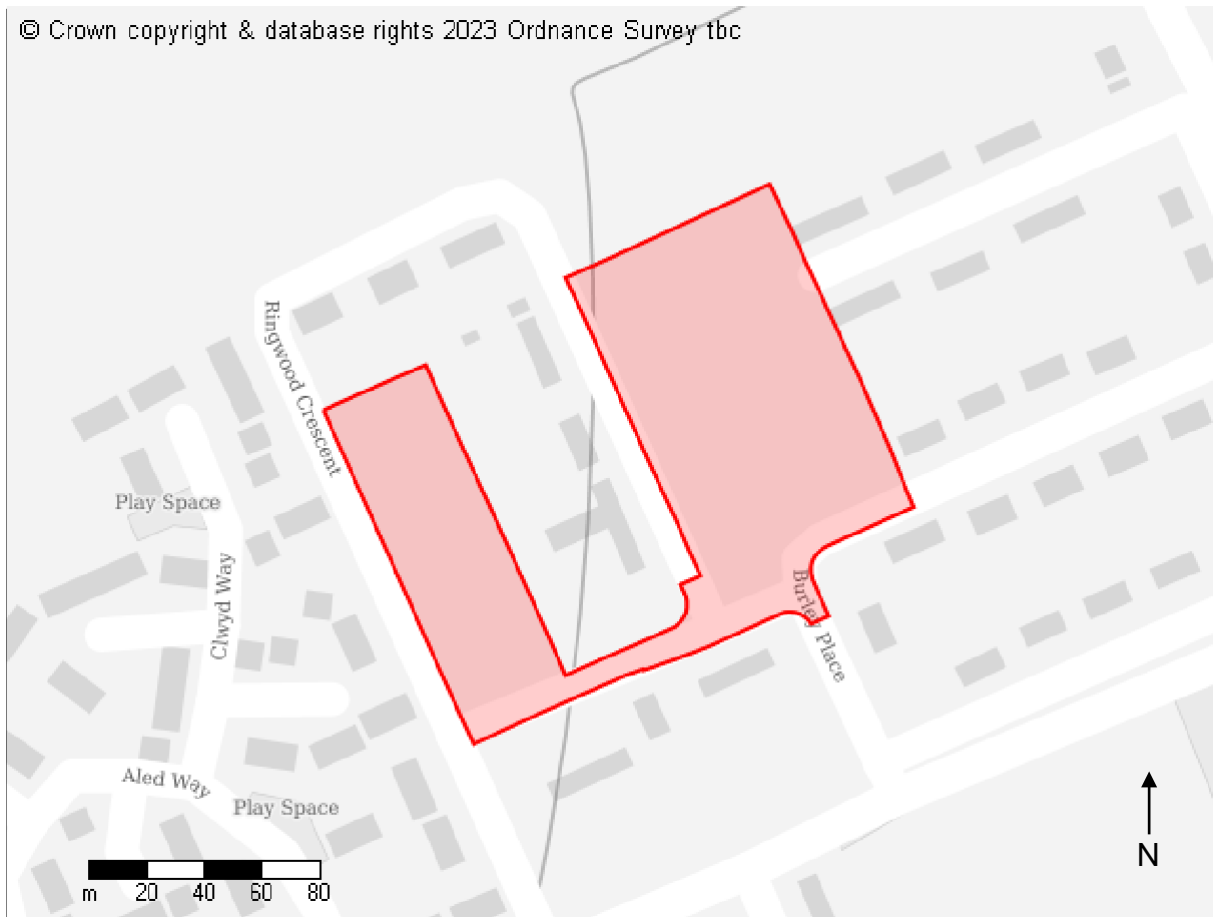 © Crown copyright & database rights 2023 Ordnance Survey tbc
Ringwood Crescent
Play Space
Clwyd Way
Burley Place
Aled Way
Play Space
N
m 20 40 60 80